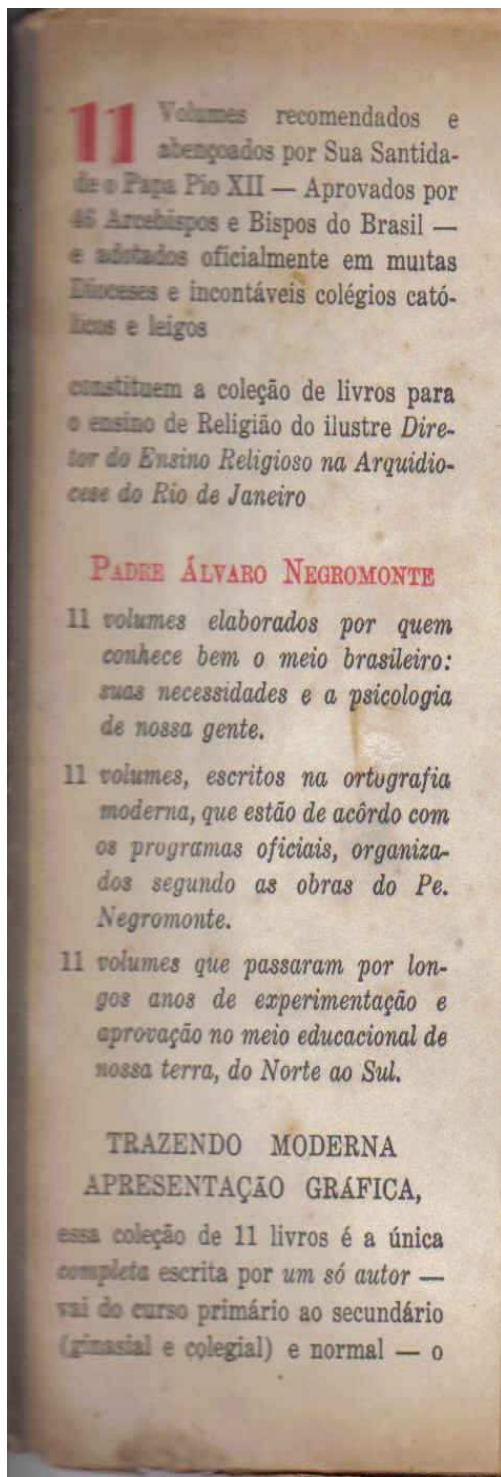 11 Volumes recomendados e
abençoados por Sua Santida-
de o Papa Pio XII — Aprovados por
46 Arcebispos e Bispos do Brasil —
e adotados oficialmente em muitas
Dioceses e incontáveis colégios cató-
licos e leigos
constituem a coleção de livros para
o ensino de Religião do ilustre Dire-
tor do Ensino Religioso na Arquidio-
cese do Rio de Janeiro
PADRE ÁLVARO NEGROMONTE
11 volumes elaborados por quem
conhece bem o meio brasileiro:
suas necessidades e a psicologia
de nossa gente.
11 volumes, escritos na ortografia
moderna, que estão de acôrdo com
os programas oficiais, organiza-
dos segundo as obras do Pe.
Negromonte.
11 volumes que passaram por lon-
gos anos de experimentação e
aprovação no meio educacional de
nossa terra, do Norte ao Sul.
TRAZENDO MODERNA
APRESENTAÇÃO GRÁFICA,
essa coleção de 11 livros é a única
completa escrita por um só autor —
vai do curso primário ao secundário
(ginasial e colegial) e normal — o